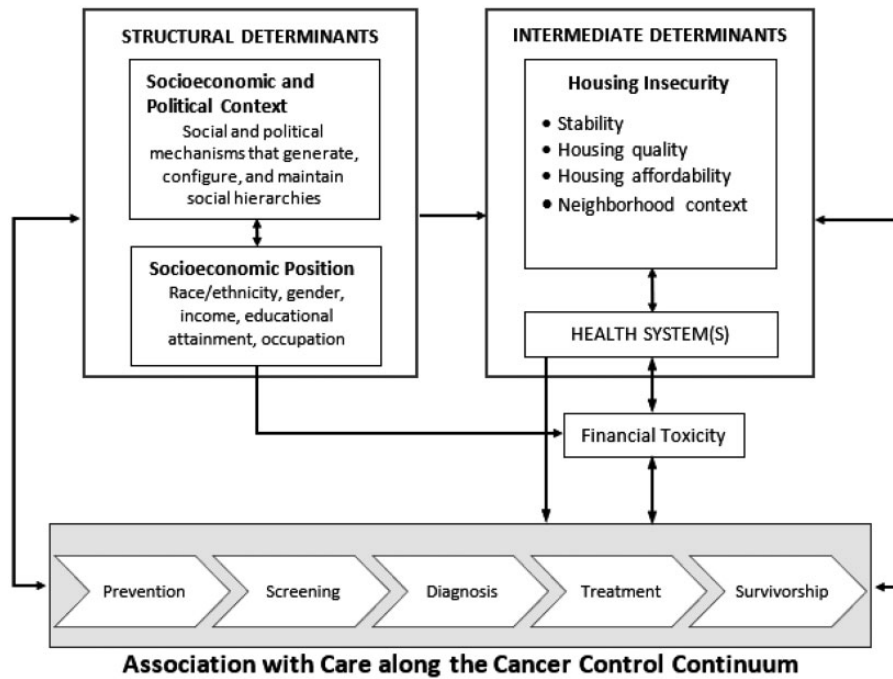 STRUCTURAL DETERMINANTS
Socioeconomic and
Political Context
Social and political
mechanisms that generate,
configure, and maintain
social hierarchies
Socioeconomic Position
Race/ethnicity, gender,
income, educational
attainment, occupation
INTERMEDIATE DETERMINANTS
Housing Insecurity
• Stability
• Housing quality
• Housing affordability
• Neighborhood context
HEALTH SYSTEM(S)
Financial Toxicity
Prevention
Screening
Diagnosis
Treatment
Survivorship
Association with Care along the Cancer Control Continuum